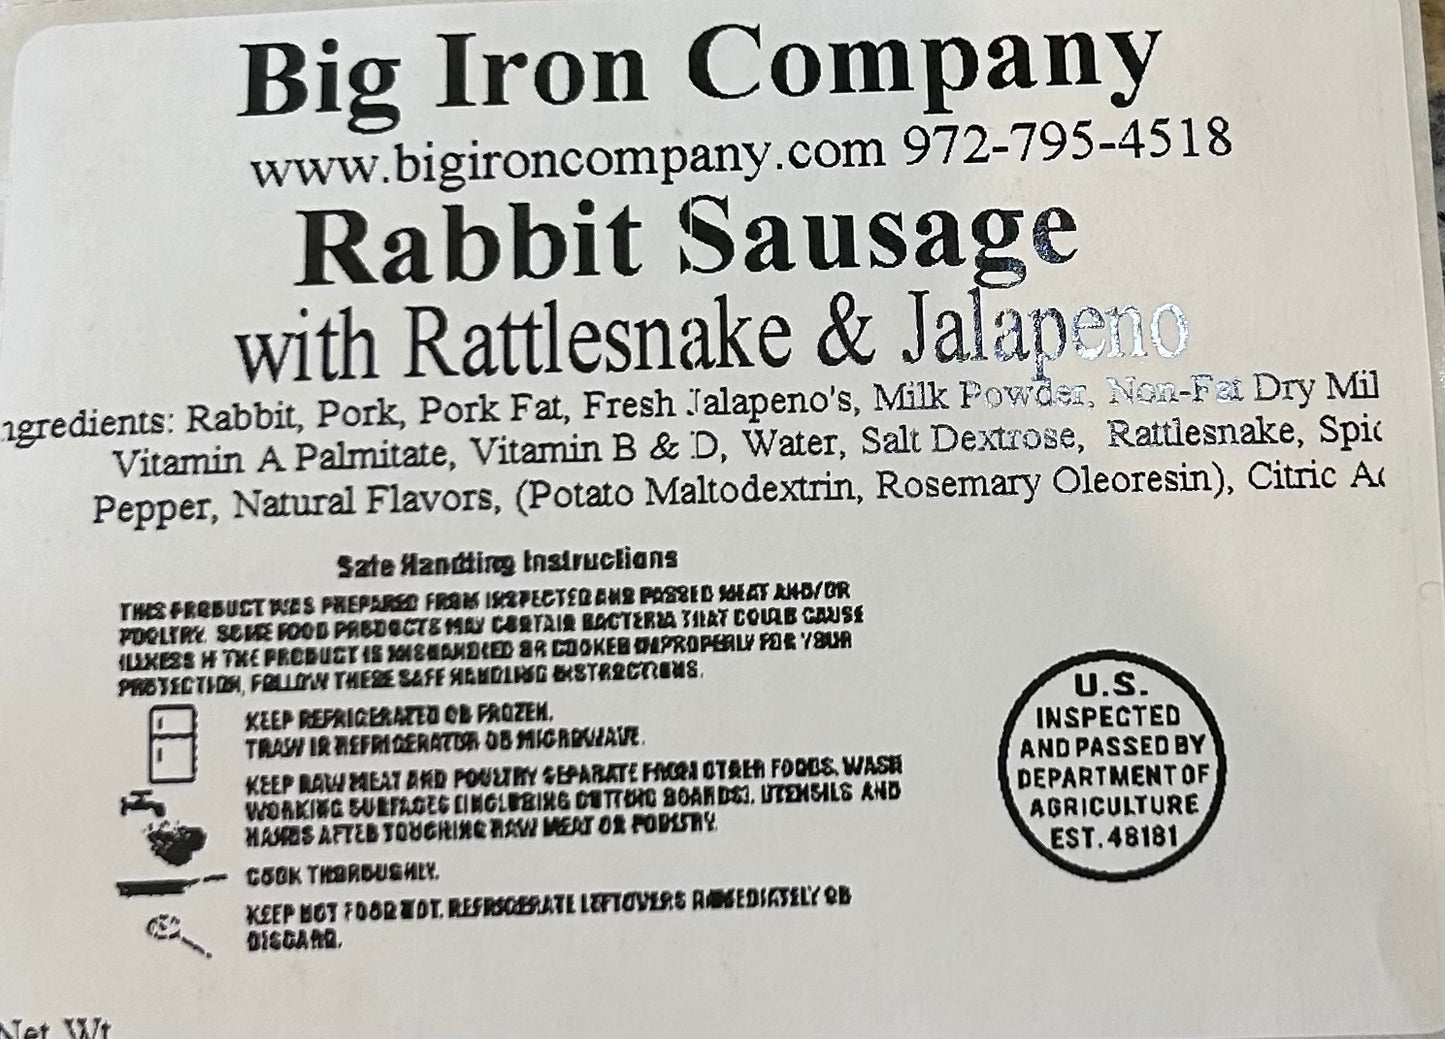 Big Iron Company
www.bigironcompany.com 972-795-4518
Rabbit Sausage
with Rattlesnake & Jalapeno
ngredients: Rabbit, Pork, Pork Fat, Fresh Jalapeno's, Milk Powder, Non-Fat Dry Mil
Vitamin A Palmitate, Vitamin B & D, Water, Salt Dextrose, Rattlesnake, Spic
Pepper, Natural Flavors, (Potato Maltodextrin, Rosemary Oleoresin), Citric Ac
Safe Handling Instructions
THIS PRODUCT WAS PREPARED FROM INSPECTED AND PASSED MEAT AND/OR
POULTRY. SOME FOOD PRODUCTS MAY CONTAIN BACTERIA THAT COULD CAUSE
ILLNESS IF THE PRODUCT IS MISHANDLED OR COOKED IMPROPERLY FOR YOUR
PROTECTION, FOLLOW THESE SAFE HANDLING INSTRUCTIONS.
KEEP REFRIGERATED OR FROZEN.
THAW IN REFRIGERATOR OR MICROWAVE.
KEEP RAW MEAT AND POULTRY SEPARATE FROM OTHER FOODS. WASH
WORKING SURFACES (INCLUDING CUTTING BOARDS), UTENSILS AND
HANDS AFTER TOUCHING RAW MEAT OR POULTRY.
COOK THOROUGHLY.
KEEP HOT FOOD HOT. REFRIGERATE LEFTOVERS IMMEDIATELY OR
DISCARD.
U.S.
INSPECTED
AND PASSED BY
DEPARTMENT OF
AGRICULTURE
EST. 48181
Net Wt